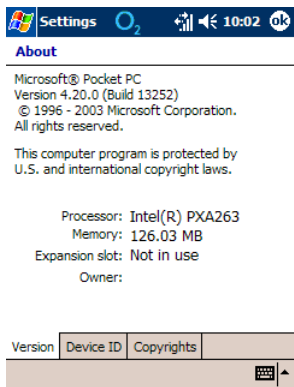 Settings O2 10:02 ok
About
Microsoft® Pocket PC
Version 4.20.0 (Build 13252)
© 1996 - 2003 Microsoft Corporation.
All rights reserved.
This computer program is protected by
U.S. and international copyright laws.
Processor: Intel(R) PXA263
Memory: 126.03 MB
Expansion slot: Not in use
Owner:
Version Device ID Copyrights